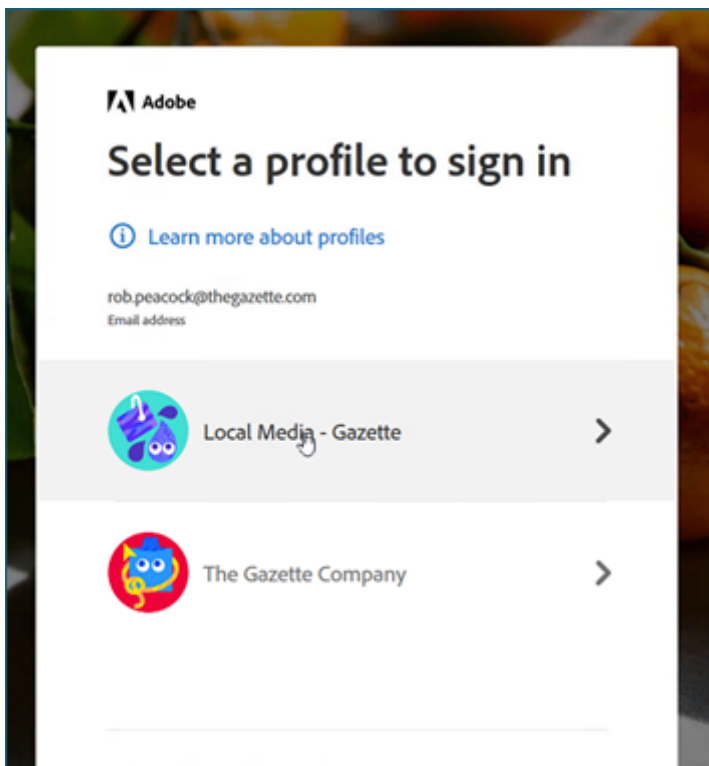 Adobe
Select a profile to sign in
Learn more about profiles
rob.peacock@thegazette.com
Email address
Local Media - Gazette
The Gazette Company